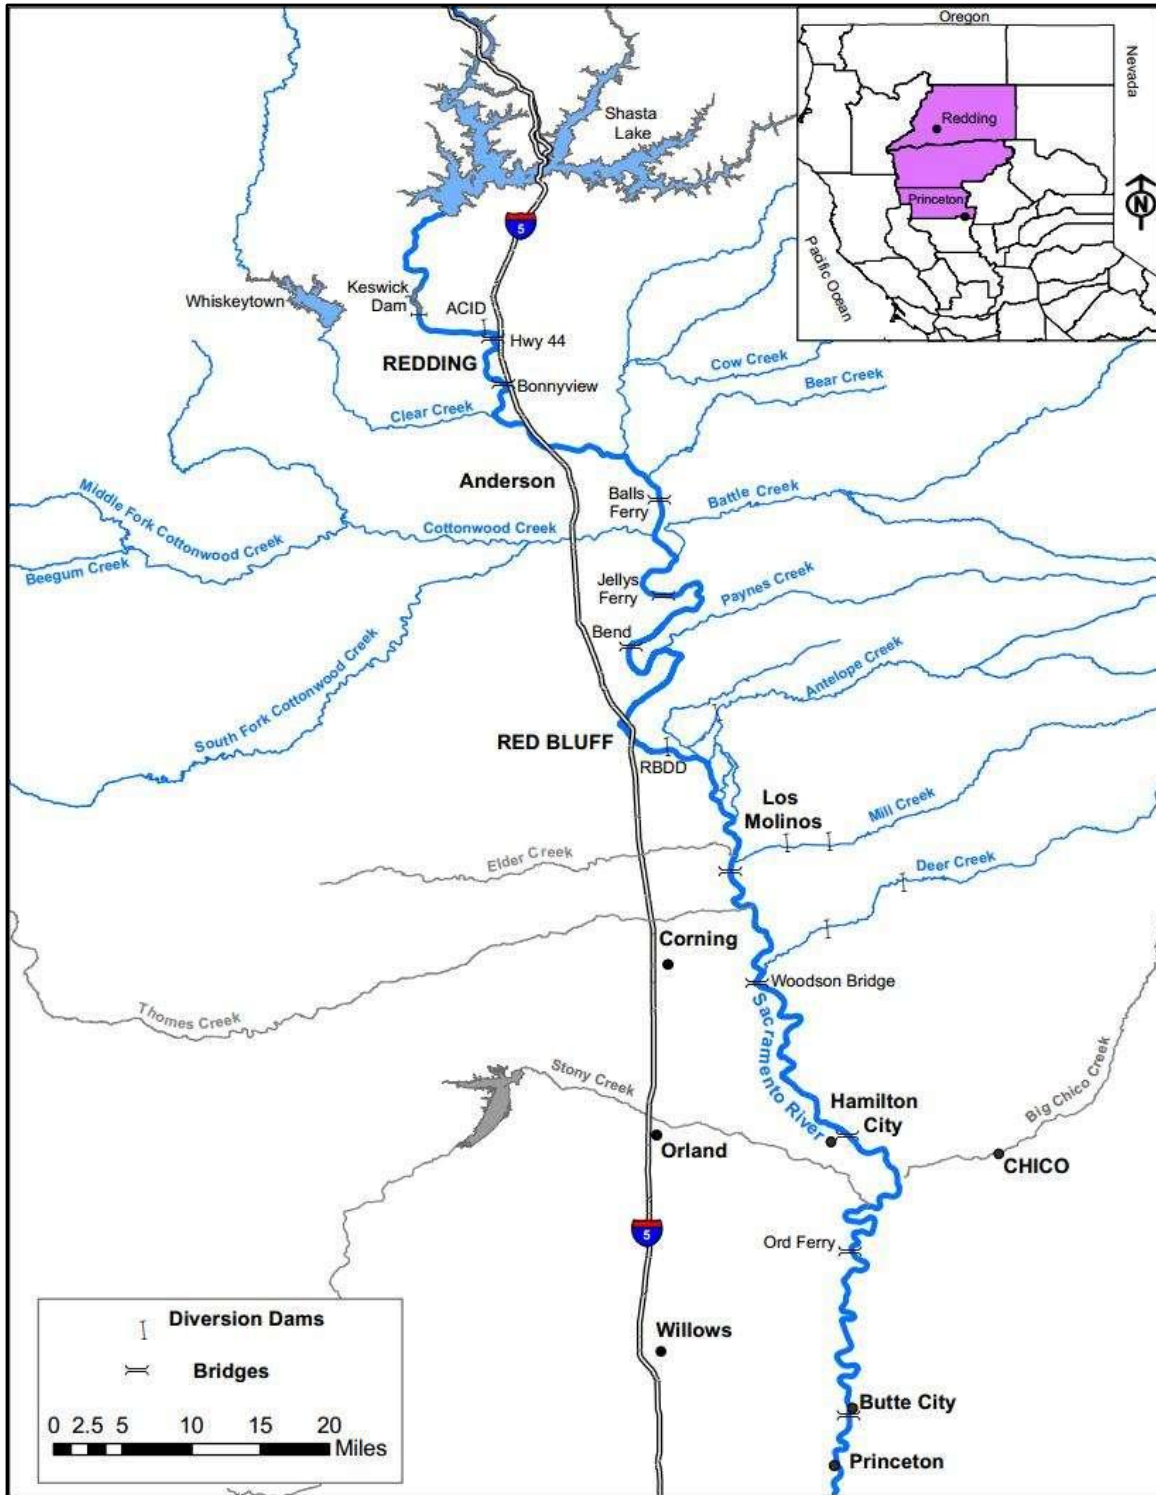 Oregon
Nevada
Redding
Princeton
Pacific Ocean
N
Shasta
Lake
5
Whiskeytown
Keswick
Dam
ACID
Hwy 44
REDDING
Bonnyview
Cow Creek
Bear Creek
Clear Creek
Anderson
Balls
Ferry
Battle Creek
Middle Fork Cottonwood Creek
Cottonwood Creek
Beegum Creek
Jellys
Ferry
Paynes Creek
Bend
Antelope Creek
South Fork Cottonwood Creek
RED BLUFF
RBDD
Los
Molinos
Mill Creek
Elder Creek
Deer Creek
Corning
Woodson Bridge
Thomes Creek
Sacramento River
Stony Creek
Big Chico Creek
Hamilton
City
Orland
CHICO
5
Ord Ferry
Willows
Butte City
Princeton
Diversion Dams
Bridges
0 2.5 5 10 15 20
Miles